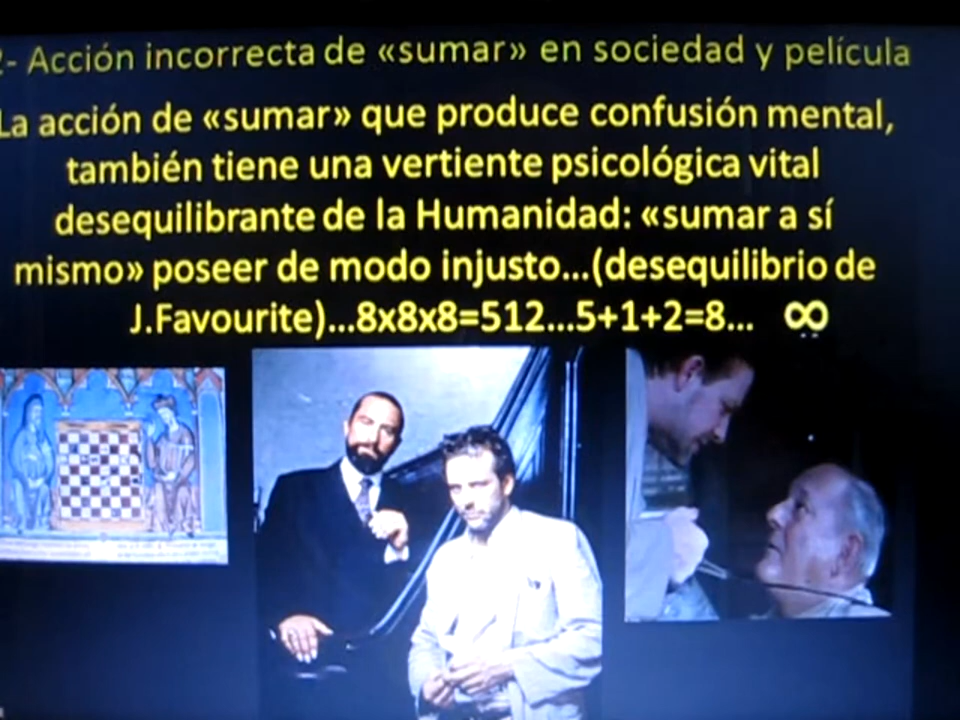 2- Acción incorrecta de «sumar» en sociedad y película
La acción de «sumar» que produce confusión mental,
también tiene una vertiente psicológica vital
desequilibrante de la Humanidad: «sumar a sí
mismo» poseer de modo injusto...(desequilibrio de
J.Favourite)...8x8x8=512...5+1+2=8... ∞